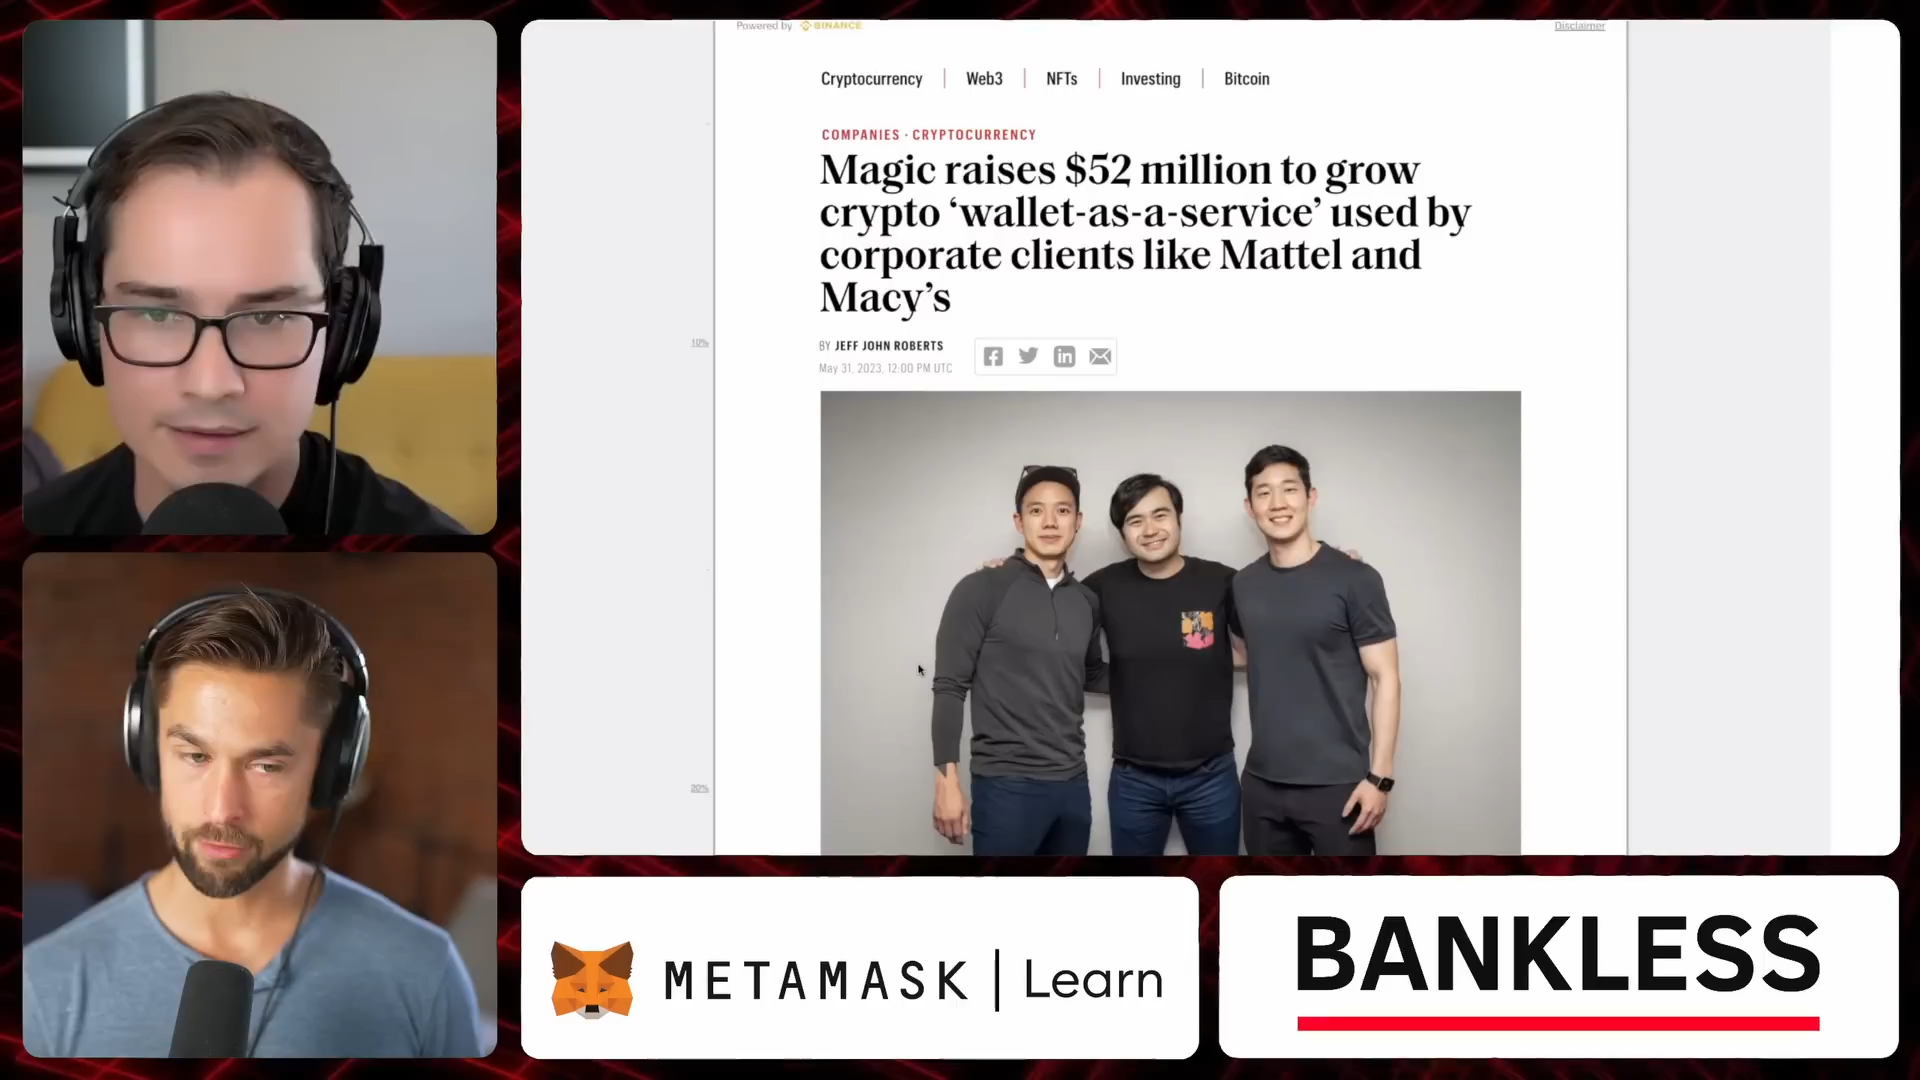 Powered by BINANCE
Disclaimer
Cryptocurrency | Web3 | NFTs | Investing | Bitcoin
COMPANIES · CRYPTOCURRENCY
Magic raises $52 million to grow
crypto ‘wallet-as-a-service’ used by
corporate clients like Mattel and
Macy’s
BY JEFF JOHN ROBERTS
May 31, 2023, 12:00 PM UTC
10%
20%
METAMASK | Learn
BANKLESS